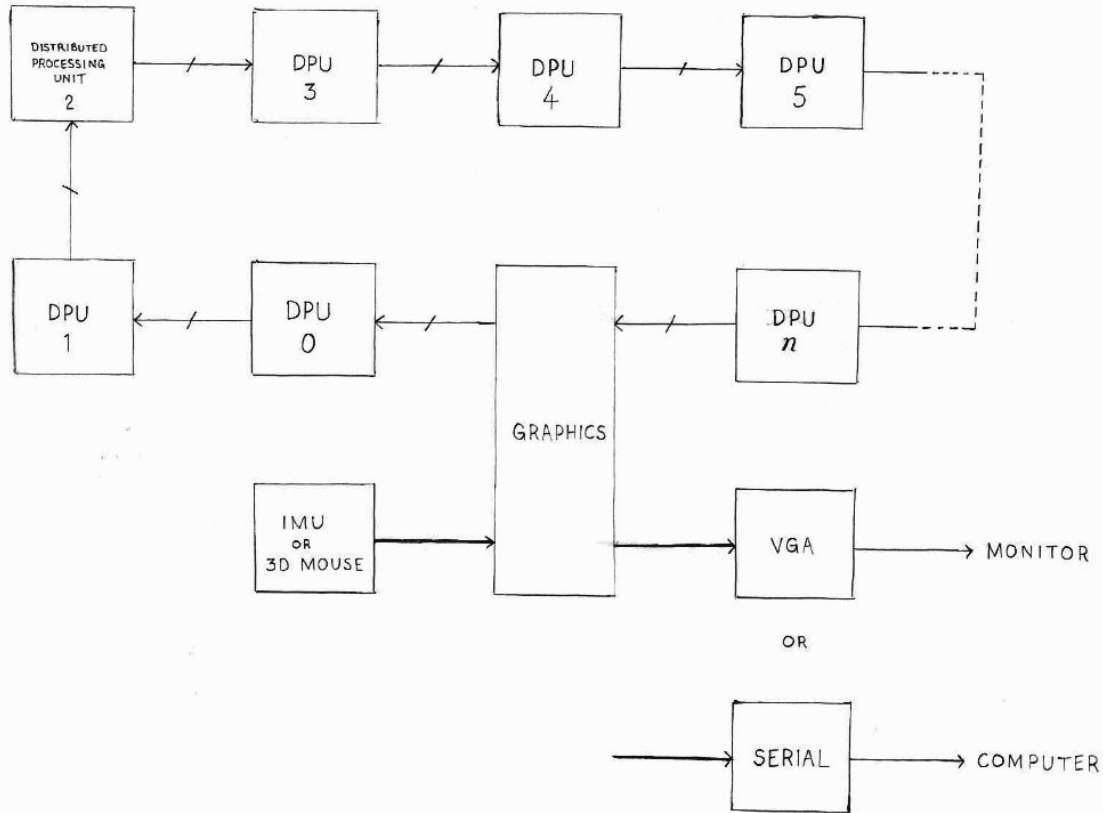 DISTRIBUTED
PROCESSING
UNIT
2
DPU
3
DPU
4
DPU
5
DPU
1
DPU
0
GRAPHICS
DPU
n
IMU
OR
3D MOUSE
VGA
MONITOR
OR
SERIAL
COMPUTER